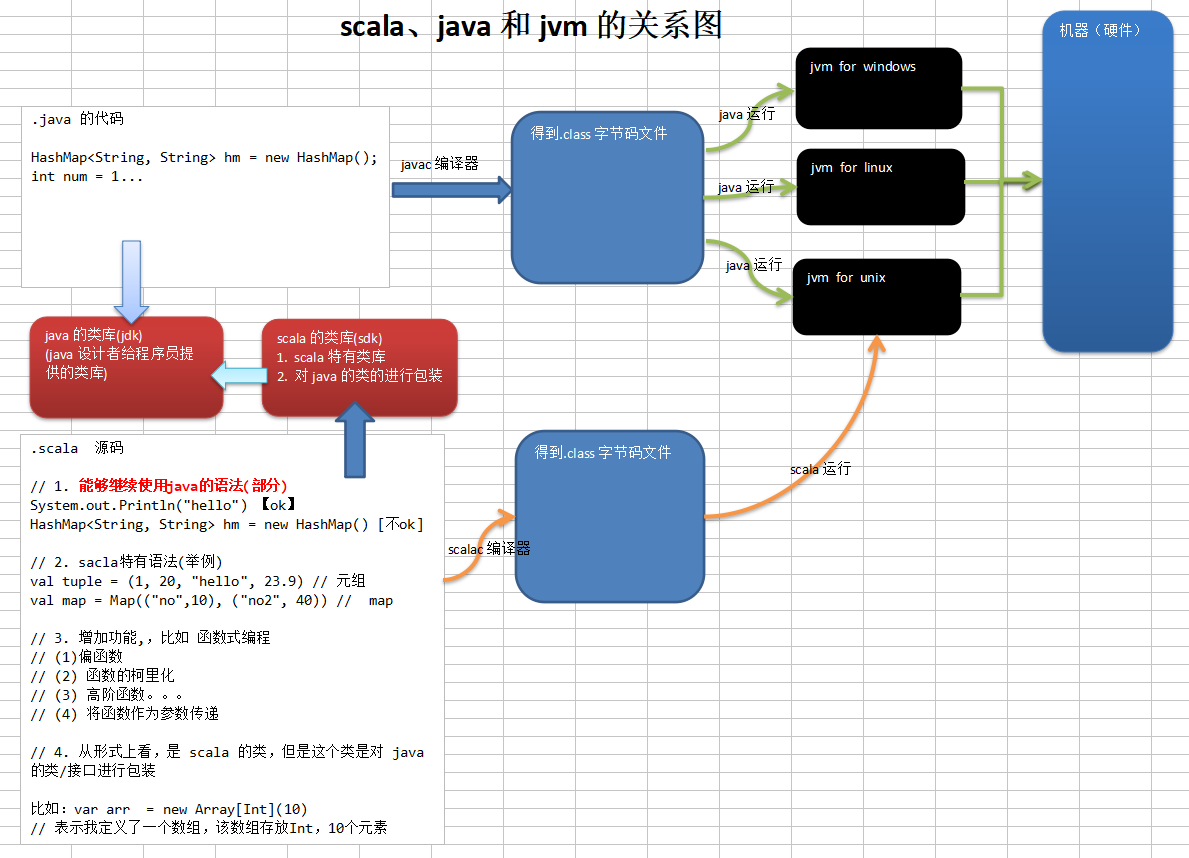 scala、java 和 jvm 的关系图
机器（硬件）
jvm for windows
.java 的代码
HashMap<String, String> hm = new HashMap();
int num = 1...
javac 编译器
得到.class 字节码文件
java 运行
java 运行
java 运行
jvm for linux
jvm for unix
java 的类库(jdk)
(java 设计者给程序员提
供的类库)
scala 的类库(sdk)
1. scala 特有类库
2. 对 java 的类的进行包装
.scala 源码
// 1. 能够继续使用java的语法(部分)
System.out.Println("hello") 【ok】
HashMap<String, String> hm = new HashMap() [不ok]
// 2. sacla特有语法(举例)
val tuple = (1, 20, "hello", 23.9) // 元组
val map = Map(("no",10), ("no2", 40)) // map
// 3. 增加功能,，比如 函数式编程
// (1)偏函数
// (2) 函数的柯里化
// (3) 高阶函数。。。
// (4) 将函数作为参数传递
// 4. 从形式上看，是 scala 的类，但是这个类是对 java
的类/接口进行包装
比如：var arr = new Array[Int](10)
// 表示我定义了一个数组，该数组存放Int，10个元素
scalac 编译器
得到.class 字节码文件
scala 运行